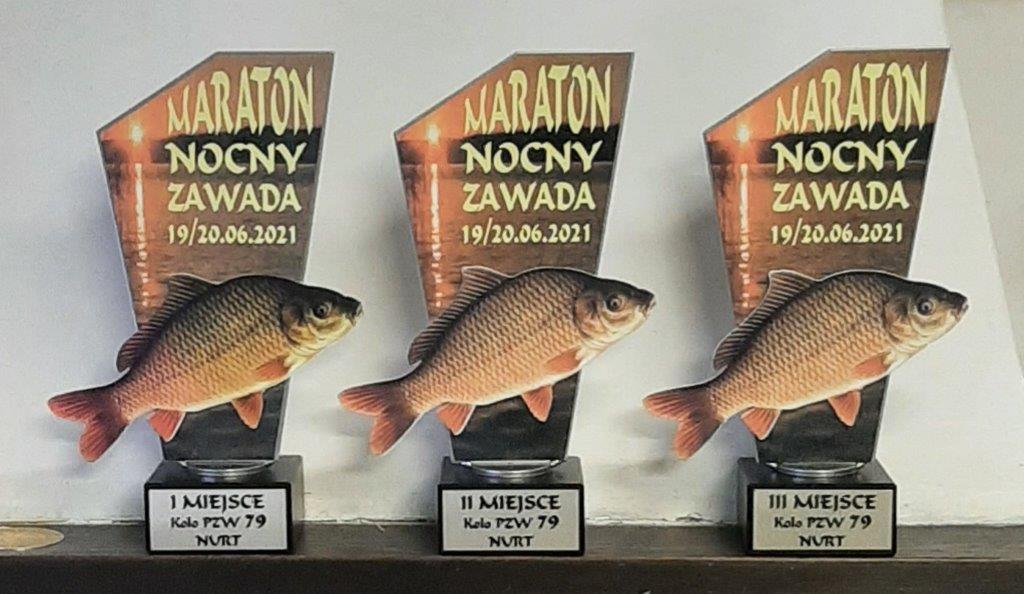 MARATON
NOCNY
ZAWADA
19/20.06.2021
I MIEJSCE
Koło PZW 79
NURT
MARATON
NOCNY
ZAWADA
19/20.06.2021
II MIEJSCE
Koło PZW 79
NURT
MARATON
NOCNY
ZAWADA
19/20.06.2021
III MIEJSCE
Koło PZW 79
NURT